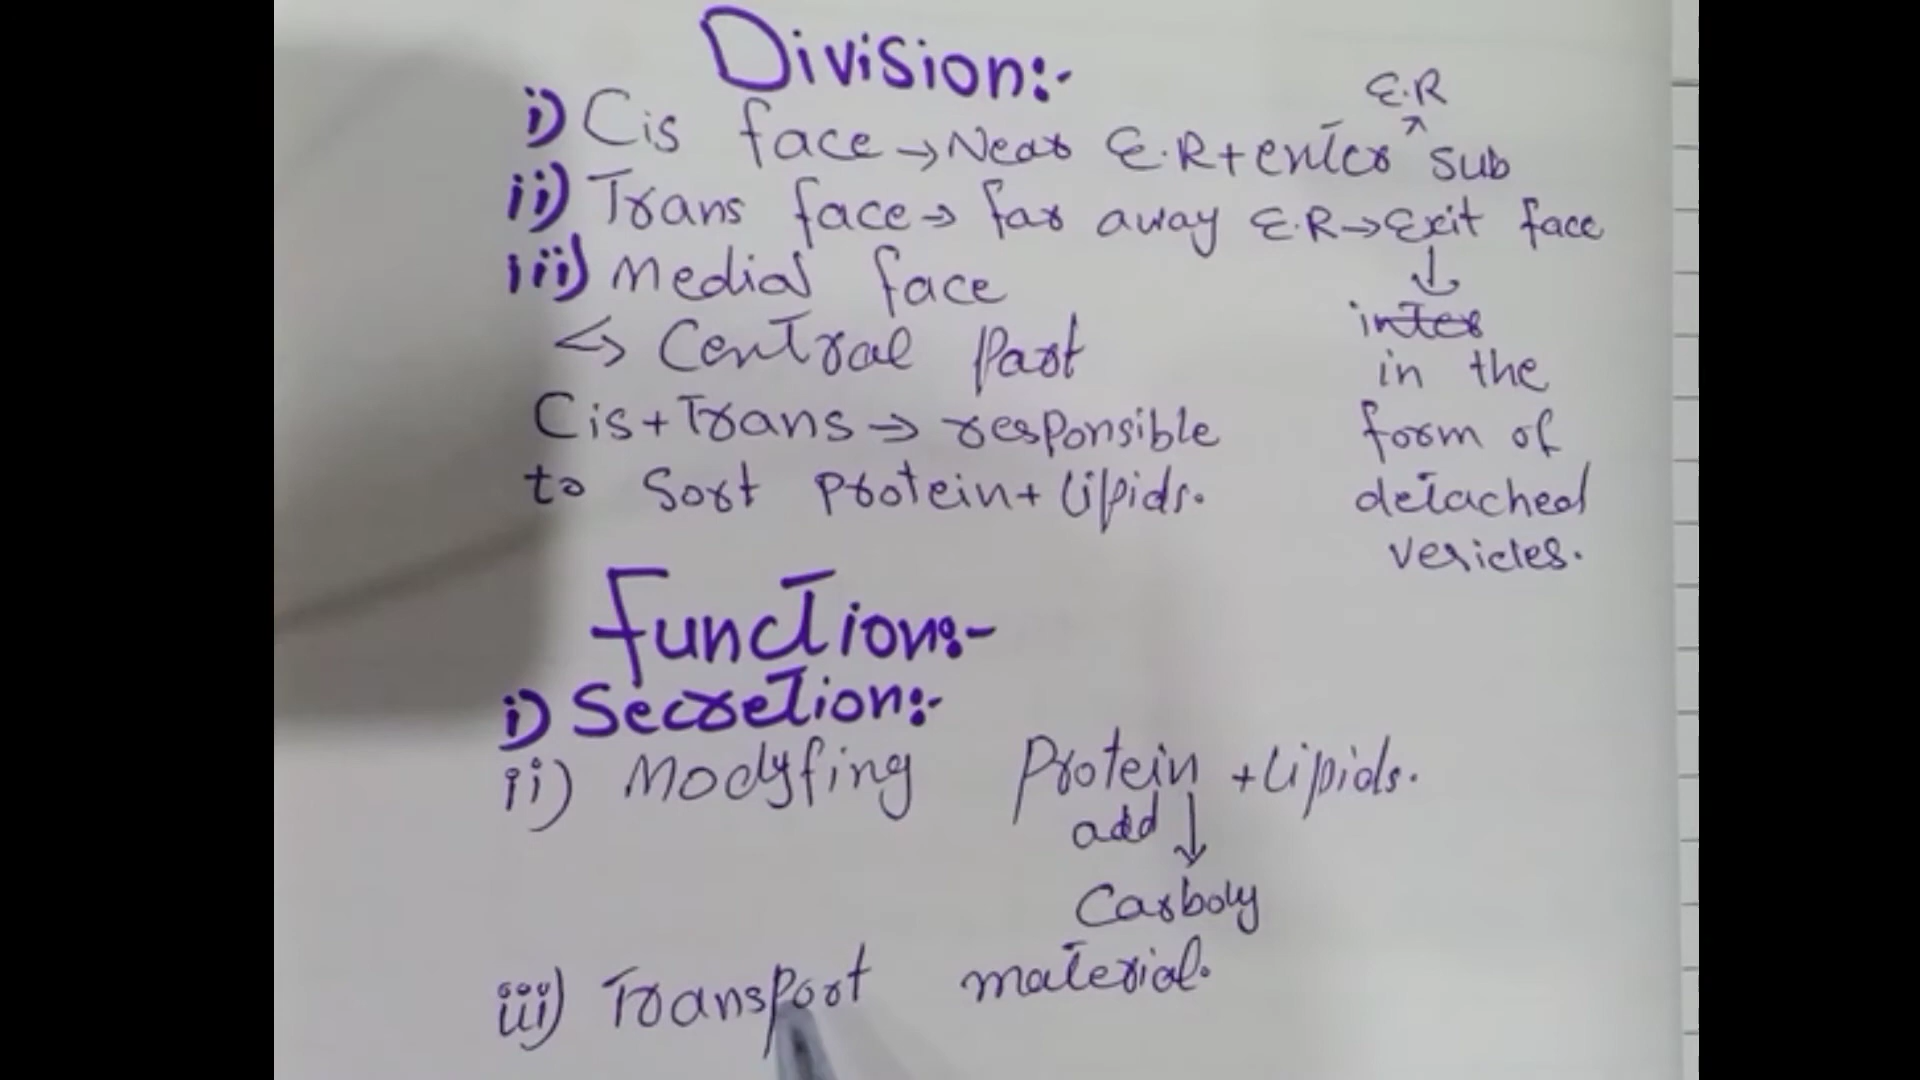 Division:-
E.R
i) Cis face → Near E.R + enter sub
ii) Trans face → far away E.R → Exit face
iii) Medial face
inter
↳ Central Part
in the
Cis + Trans → responsible
form of
to Sort Protein + Lipids.
detached
vesicles.
Function:-
i) Secretion:-
ii) Modyfing Protein + Lipids.
add ↓
Carbohy
iii) Transport material.